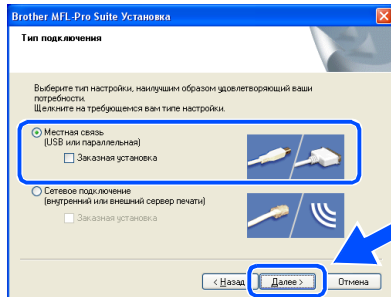 Brother MFL-Pro Suite Установка
Тип подключения
Выберите тип настройки, наилучшим образом удовлетворяющий ваши
потребности.
Щелкните на требующемся вам типе настройки.
Местная связь
(USB или параллельная)
Заказная установка
Сетевое подключение
(внутренний или внешний сервер печати)
Заказная установка
< Назад
Далее >
Отмена